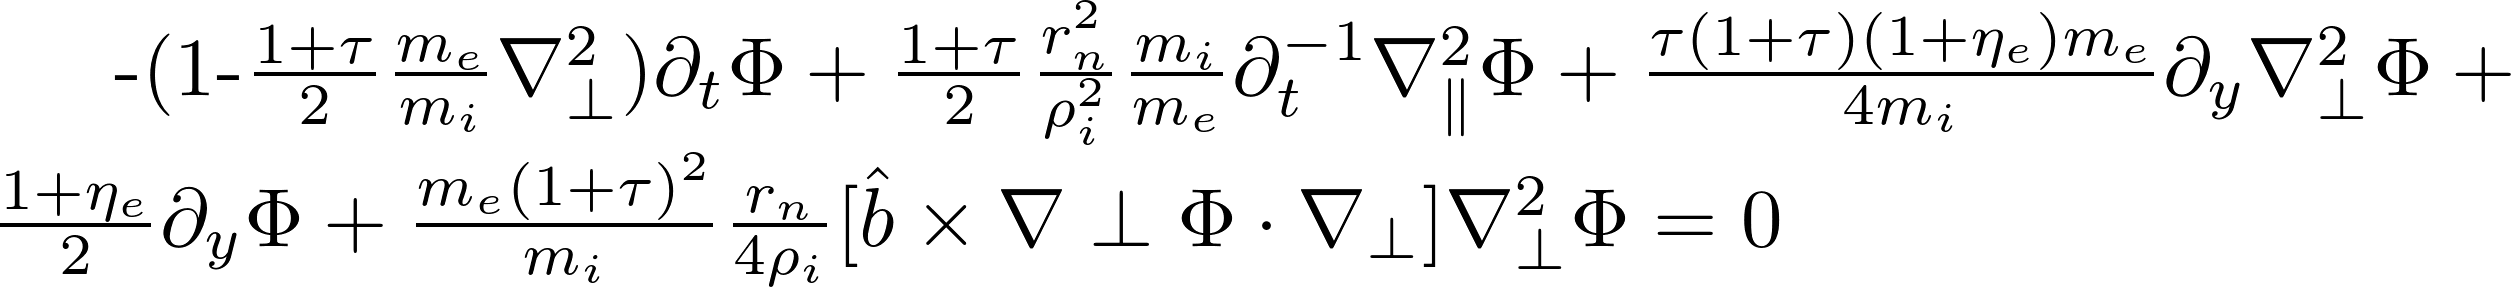 -(1-\frac{1+\tau}{2}\frac{m_e}{m_i}\nabla_\perp^2)\partial_t\Phi + \frac{1+\tau}{2}\frac{r_n^2}{\rho_i^2}\frac{m_i}{m_e}\partial_t^{-1}\nabla_\parallel^2\Phi + \frac{\tau(1+\tau)(1+\eta_e)m_e}{4m_i}\partial_y\nabla_\perp^2\Phi +
\frac{1+\eta_e}{2}\partial_y\Phi + \frac{m_e(1+\tau)^2}{m_i}\frac{r_n}{4\rho_i}[\hat{b}\times\nabla\perp\Phi\cdot\nabla_\perp]\nabla_\perp^2\Phi = 0